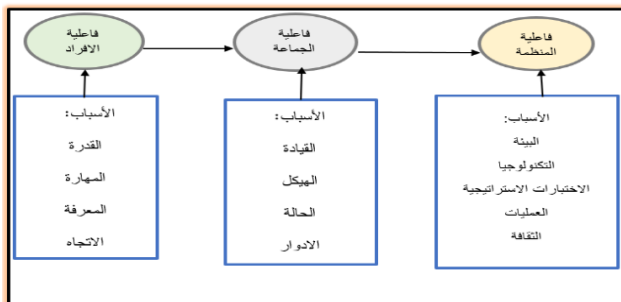 فاعلية
الافراد
فاعلية
الجماعة
فاعلية
المنظمة
الأسباب:
القدرة
المهارة
المعرفة
الاتجاه
الأسباب:
القيادة
الهيكل
الحالة
الادوار
الأسباب:
البيئة
التكنولوجيا
الاختبارات الاستراتيجية
العمليات
الثقافة